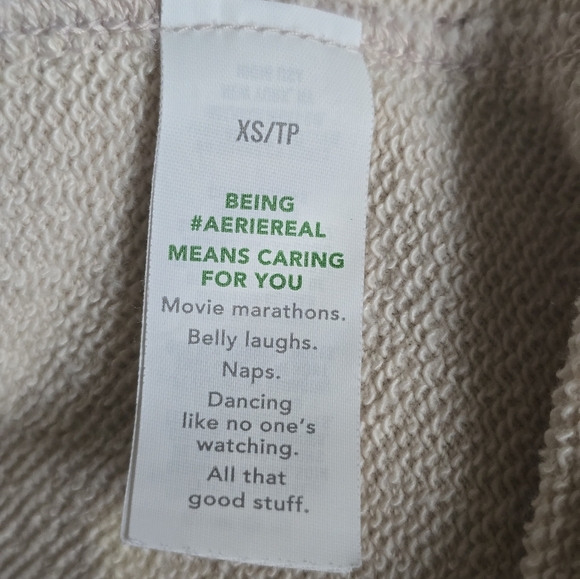 XS/TP
BEING
#AERIEREAL
MEANS CARING
FOR YOU
Movie marathons.
Belly laughs.
Naps.
Dancing
like no one's
watching.
All that
good stuff.